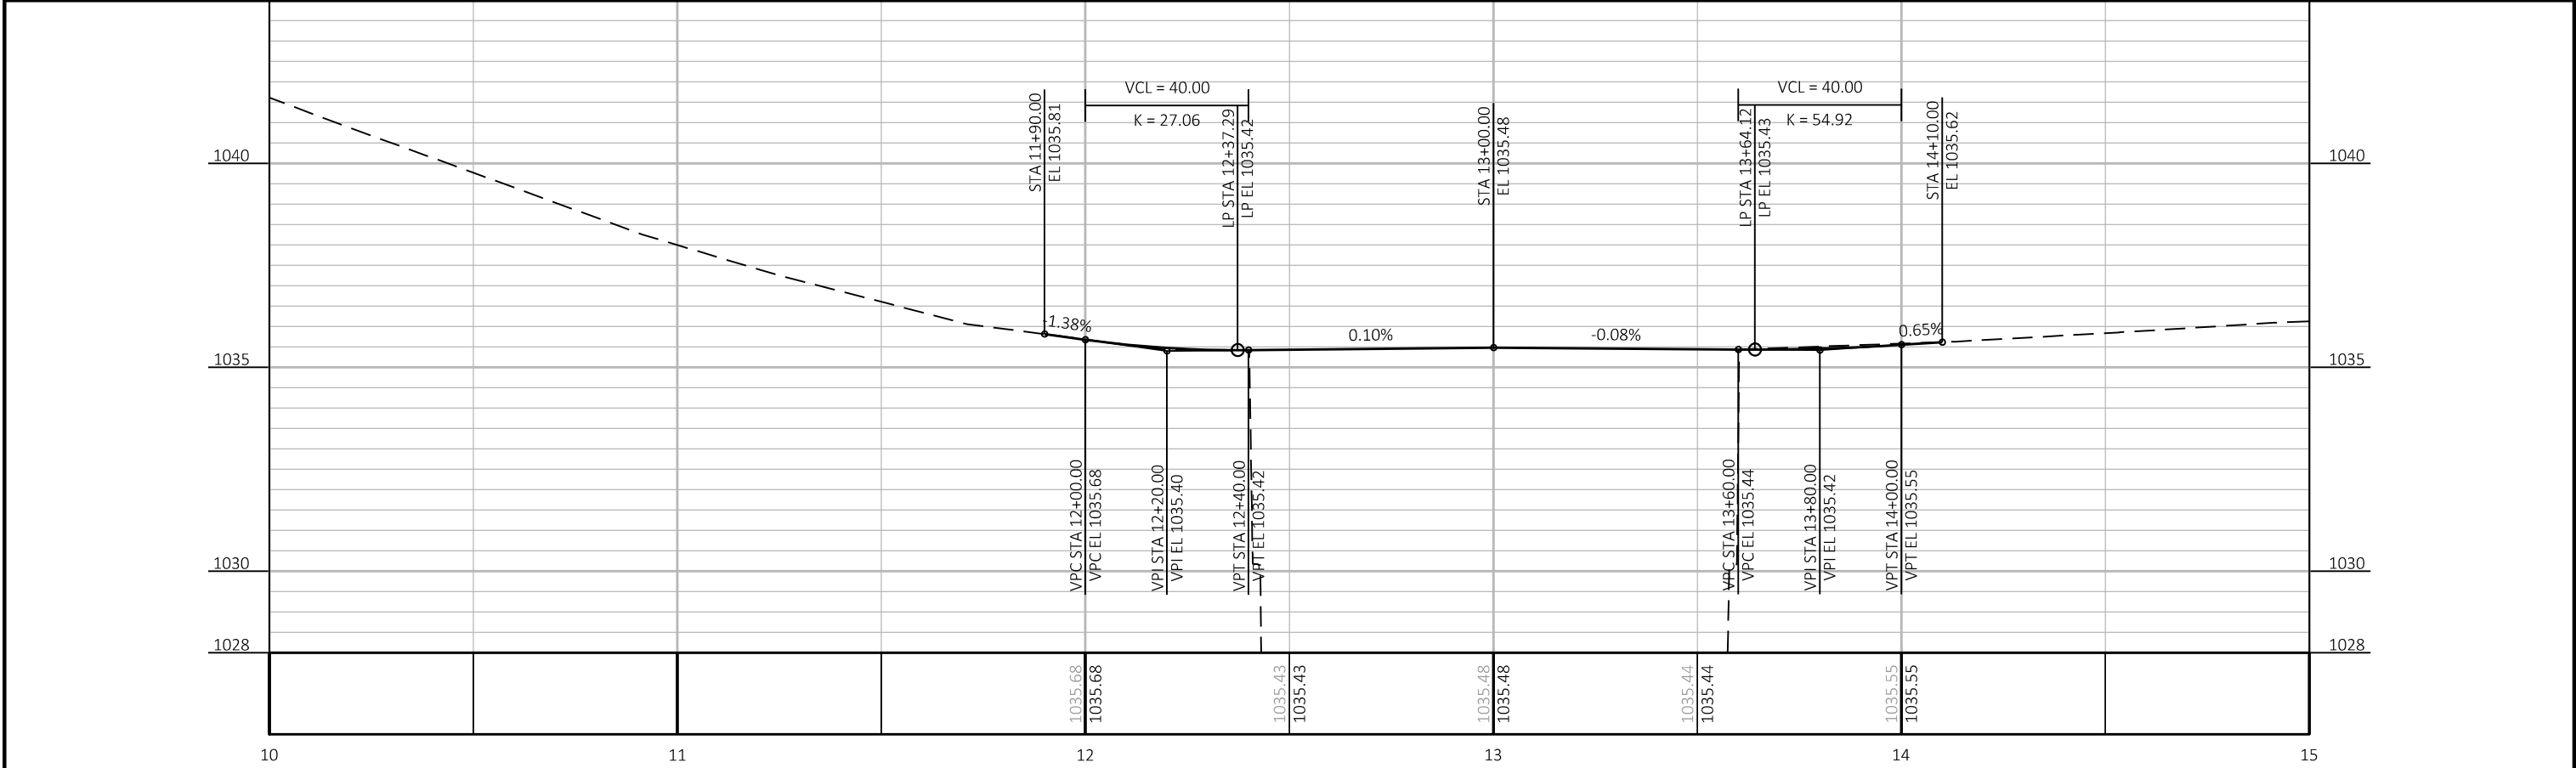 VCL = 40.00
K = 27.06
VCL = 40.00
K = 54.92
STA 11+90.00
EL 1035.81
LP STA 12+37.29
LP EL 1035.42
STA 13+00.00
EL 1035.48
LP STA 13+64.12
LP EL 1035.43
STA 14+10.00
EL 1035.62
1040
1040
-1.38%
0.10%
-0.08%
0.65%
1035
1035
VPC STA 12+00.00
VPC EL 1035.68
VPI STA 12+20.00
VPI EL 1035.40
VPT STA 12+40.00
VPT EL 1035.42
VPC STA 13+60.00
VPC EL 1035.44
VPI STA 13+80.00
VPI EL 1035.42
VPT STA 14+00.00
VPT EL 1035.55
1030
1030
1028
1028
1035.68
1035.68
1035.43
1035.43
1035.48
1035.48
1035.44
1035.44
1035.55
1035.55
10
11
12
13
14
15